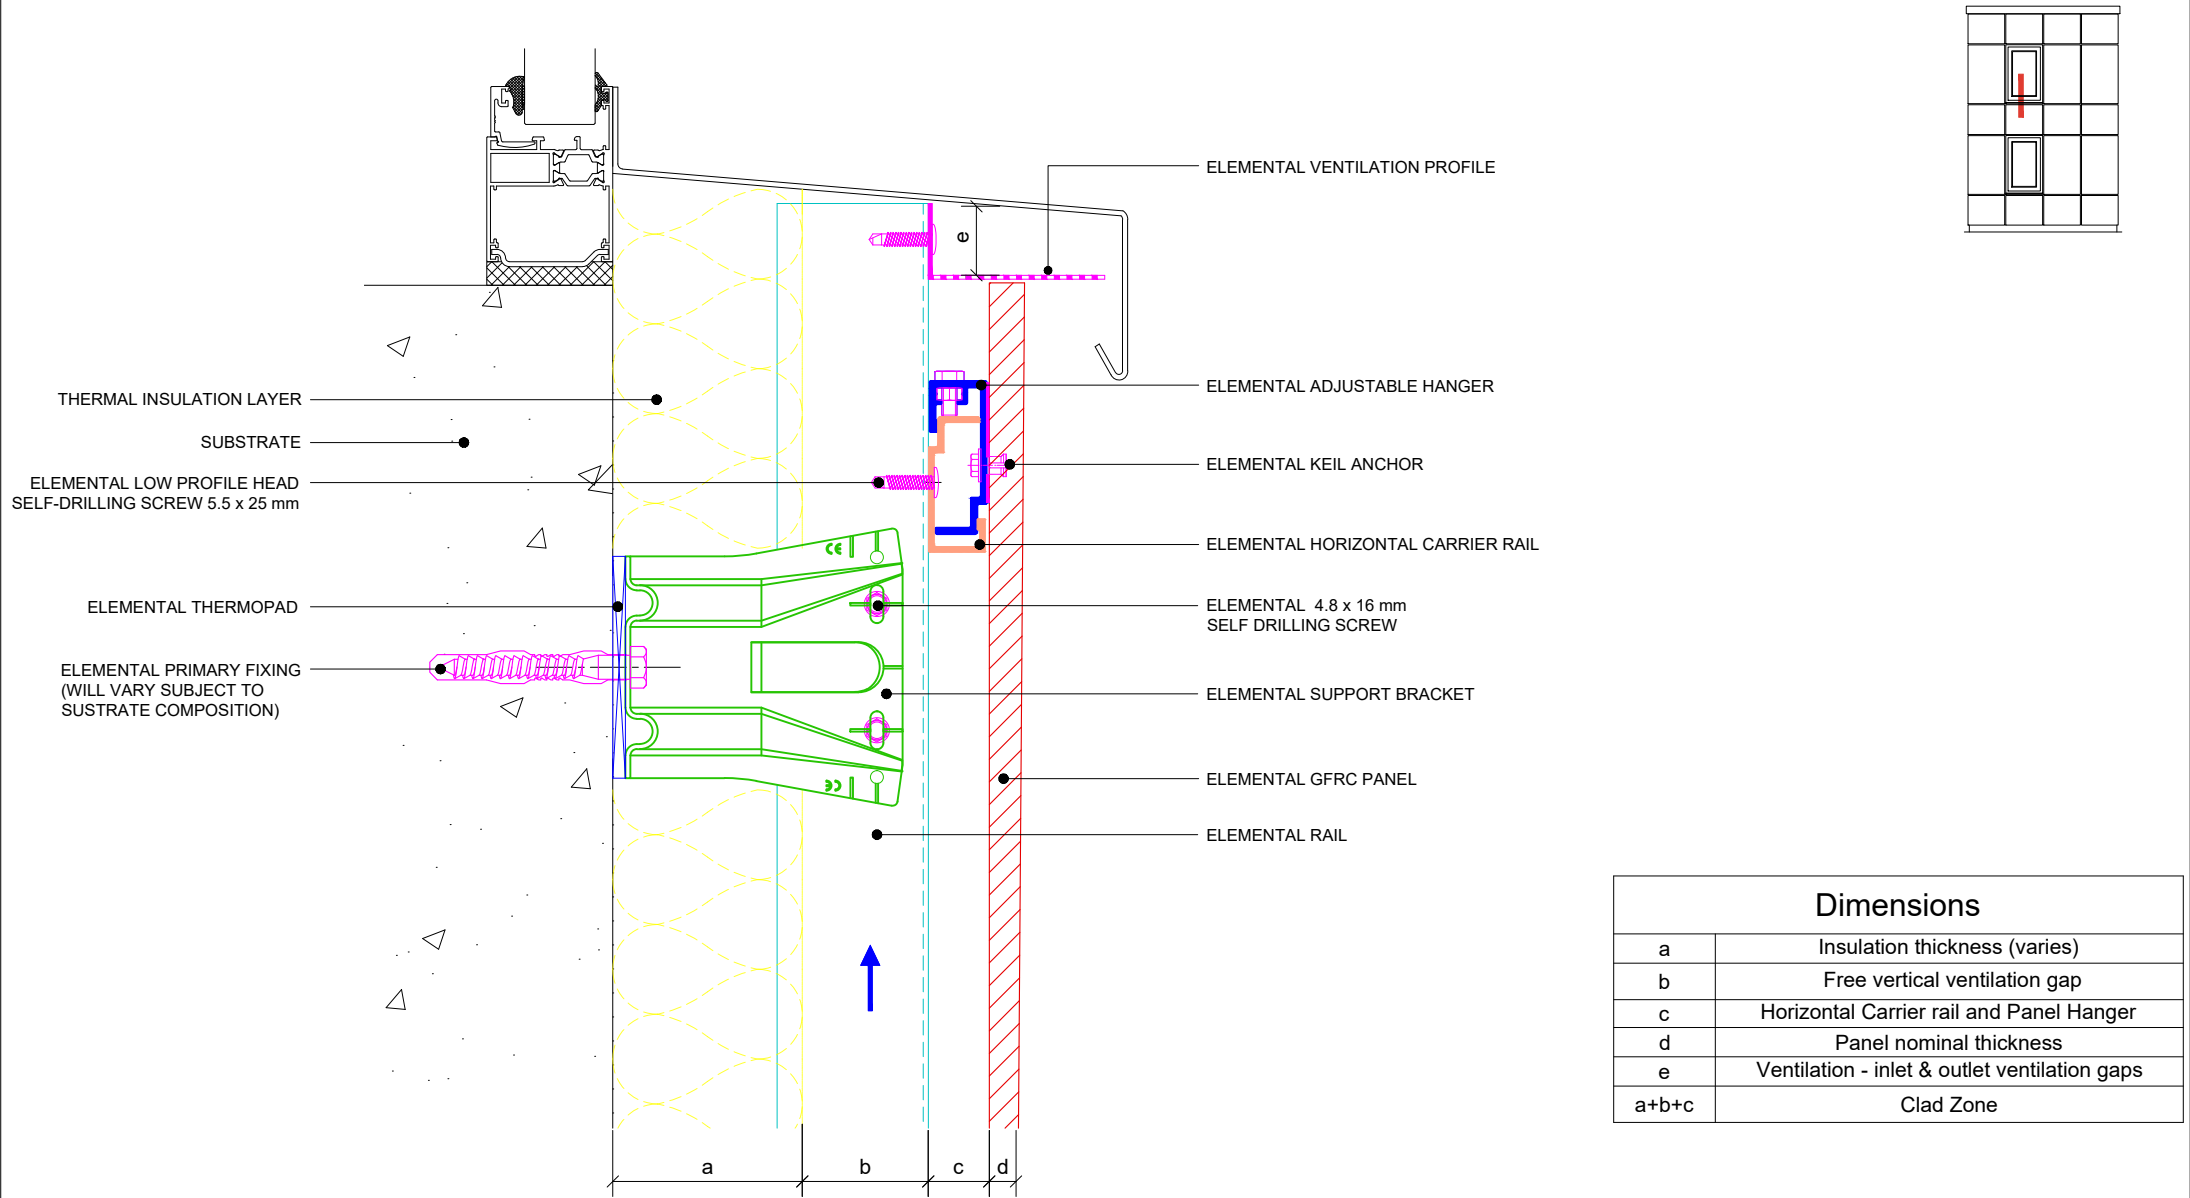 THERMAL INSULATION LAYER
SUBSTRATE
ELEMENTAL LOW PROFILE HEAD
SELF-DRILLING SCREW 5.5 x 25 mm
ELEMENTAL THERMOPAD
ELEMENTAL PRIMARY FIXING
(WILL VARY SUBJECT TO
SUSTRATE COMPOSITION)
e
CE
CE
ELEMENTAL VENTILATION PROFILE
ELEMENTAL ADJUSTABLE HANGER
ELEMENTAL KEIL ANCHOR
ELEMENTAL HORIZONTAL CARRIER RAIL
ELEMENTAL 4.8 x 16 mm
SELF DRILLING SCREW
ELEMENTAL SUPPORT BRACKET
ELEMENTAL GFRC PANEL
ELEMENTAL RAIL
a b c d
Dimensions
a Insulation thickness (varies)
b Free vertical ventilation gap
c Horizontal Carrier rail and Panel Hanger
d Panel nominal thickness
e Ventilation - inlet & outlet ventilation gaps
a+b+c Clad Zone